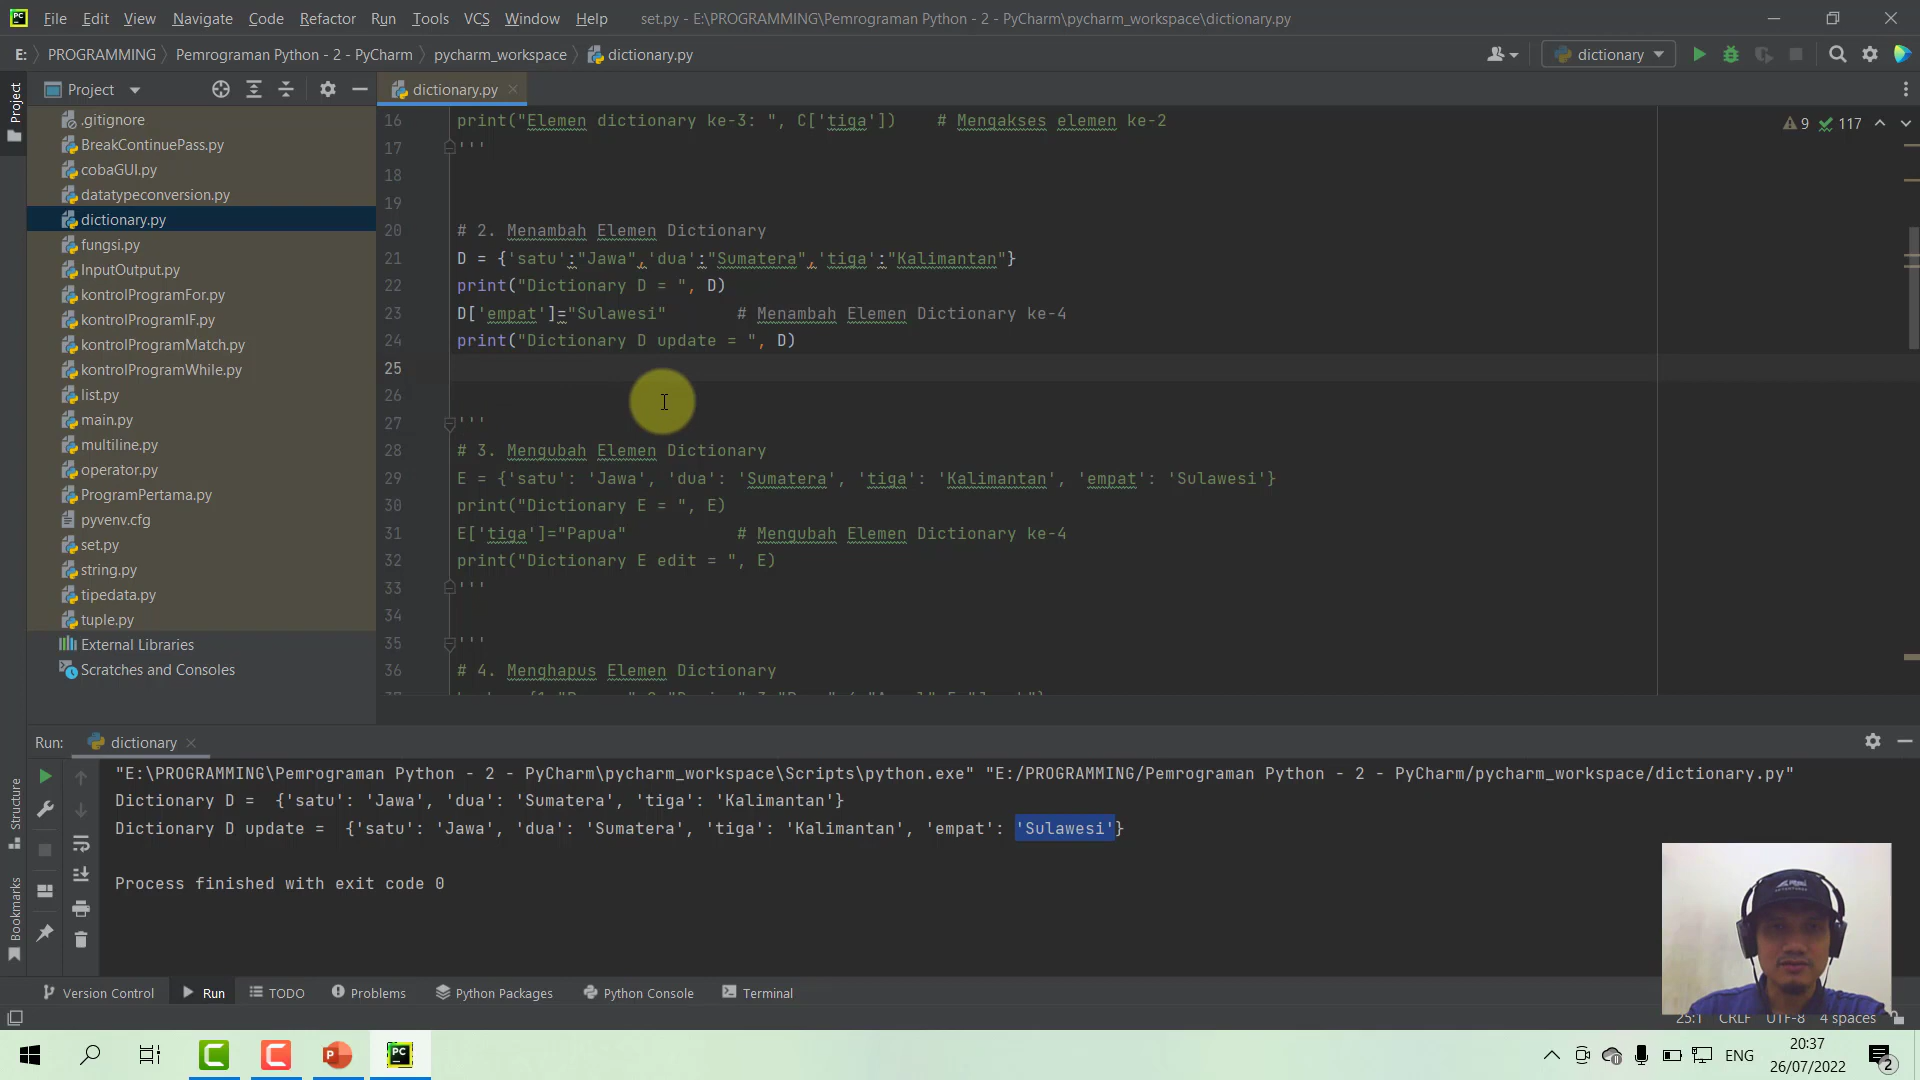 File Edit View Navigate Code Refactor Run Tools VCS Window Help set.py - E:\PROGRAMMING\Pemrograman Python - 2 - PyCharm\pycharm_workspace\dictionary.py
E: PROGRAMMING Pemrograman Python - 2 - PyCharm pycharm_workspace dictionary.py dictionary
Project
Project
dictionary.py
.gitignore
BreakContinuePass.py
cobaGUI.py
datatypeconversion.py
dictionary.py
fungsi.py
InputOutput.py
kontrolProgramFor.py
kontrolProgramIF.py
kontrolProgramMatch.py
kontrolProgramWhile.py
list.py
main.py
multiline.py
operator.py
ProgramPertama.py
pyvenv.cfg
set.py
string.py
tipedata.py
tuple.py
External Libraries
Scratches and Consoles
9 117
16 print("Elemen dictionary ke-3: ", C['tiga']) # Mengakses elemen ke-2
17 '''
18
19
20 # 2. Menambah Elemen Dictionary
21 D = {'satu':"Jawa",'dua':"Sumatera",'tiga':"Kalimantan"}
22 print("Dictionary D = ", D)
23 D['empat']="Sulawesi" # Menambah Elemen Dictionary ke-4
24 print("Dictionary D update = ", D)
25
26
27 '''
28 # 3. Mengubah Elemen Dictionary
29 E = {'satu': 'Jawa', 'dua': 'Sumatera', 'tiga': 'Kalimantan', 'empat': 'Sulawesi'}
30 print("Dictionary E = ", E)
31 E['tiga']="Papua" # Mengubah Elemen Dictionary ke-4
32 print("Dictionary E edit = ", E)
33 '''
34
35 '''
36 # 4. Menghapus Elemen Dictionary
Run: dictionary
"E:\PROGRAMMING\Pemrograman Python - 2 - PyCharm\pycharm_workspace\Scripts\python.exe" "E:/PROGRAMMING/Pemrograman Python - 2 - PyCharm/pycharm_workspace/dictionary.py"
Dictionary D =  {'satu': 'Jawa', 'dua': 'Sumatera', 'tiga': 'Kalimantan'}
Dictionary D update =  {'satu': 'Jawa', 'dua': 'Sumatera', 'tiga': 'Kalimantan', 'empat': 'Sulawesi'}
Process finished with exit code 0
Structure
Bookmarks
Version Control Run TODO Problems Python Packages Python Console Terminal
25:1 CRLF UTF-8 4 spaces
ENG
20:37
26/07/2022
2